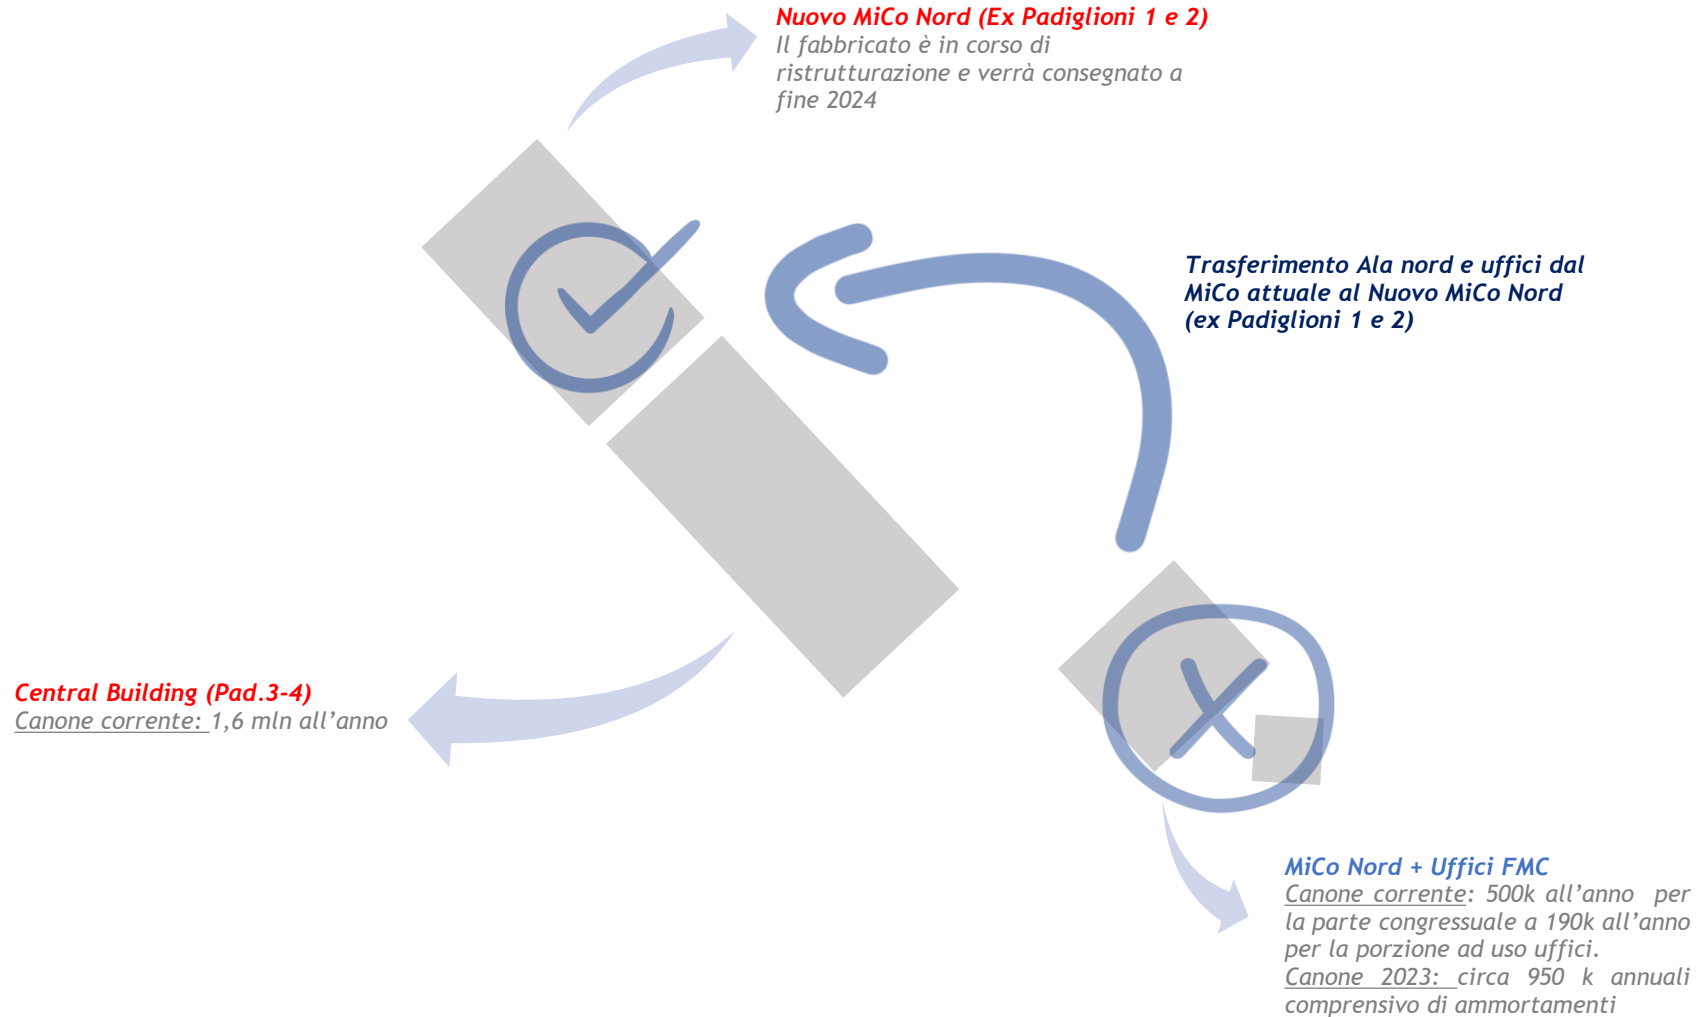 Nuovo MiCo Nord (Ex Padiglioni 1 e 2)
Il fabbricato è in corso di
ristrutturazione e verrà consegnato a
fine 2024
Trasferimento Ala nord e uffici dal
MiCo attuale al Nuovo MiCo Nord
(ex Padiglioni 1 e 2)
Central Building (Pad.3-4)
Canone corrente: 1,6 mln all’anno
MiCo Nord + Uffici FMC
Canone corrente: 500k all’anno per
la parte congressuale a 190k all’anno
per la porzione ad uso uffici.
Canone 2023: circa 950 k annuali
comprensivo di ammortamenti